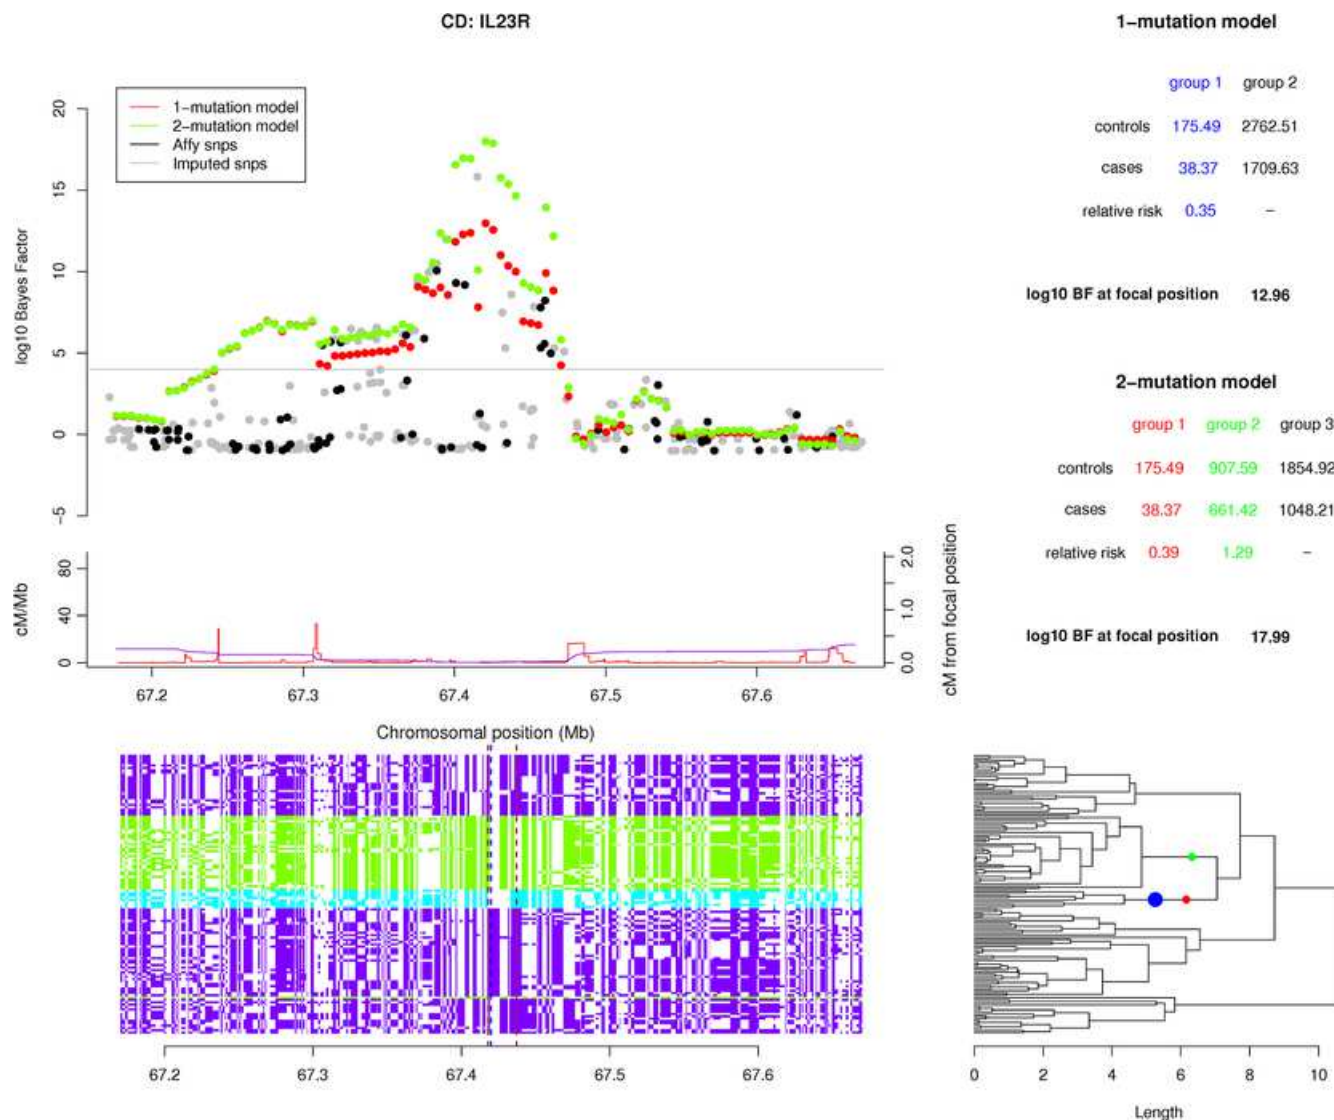 CD: IL23R
1−mutation model
2−mutation model
Affy snps
Imputed snps
log10 Bayes Factor
20
15
10
5
0
−5
cM/Mb
80
40
0
2.0
1.0
0.0
cM from focal position
67.2 67.3 67.4 67.5 67.6
Chromosomal position (Mb)
67.2 67.3 67.4 67.5 67.6
1−mutation model
group 1 group 2
controls 175.49 2762.51
cases 38.37 1709.63
relative risk 0.35 −
log10 BF at focal position 12.96
2−mutation model
group 1 group 2 group 3
controls 175.49 907.59 1854.92
cases 38.37 661.42 1048.21
relative risk 0.39 1.29 −
log10 BF at focal position 17.99
0 2 4 6 8 10
Length